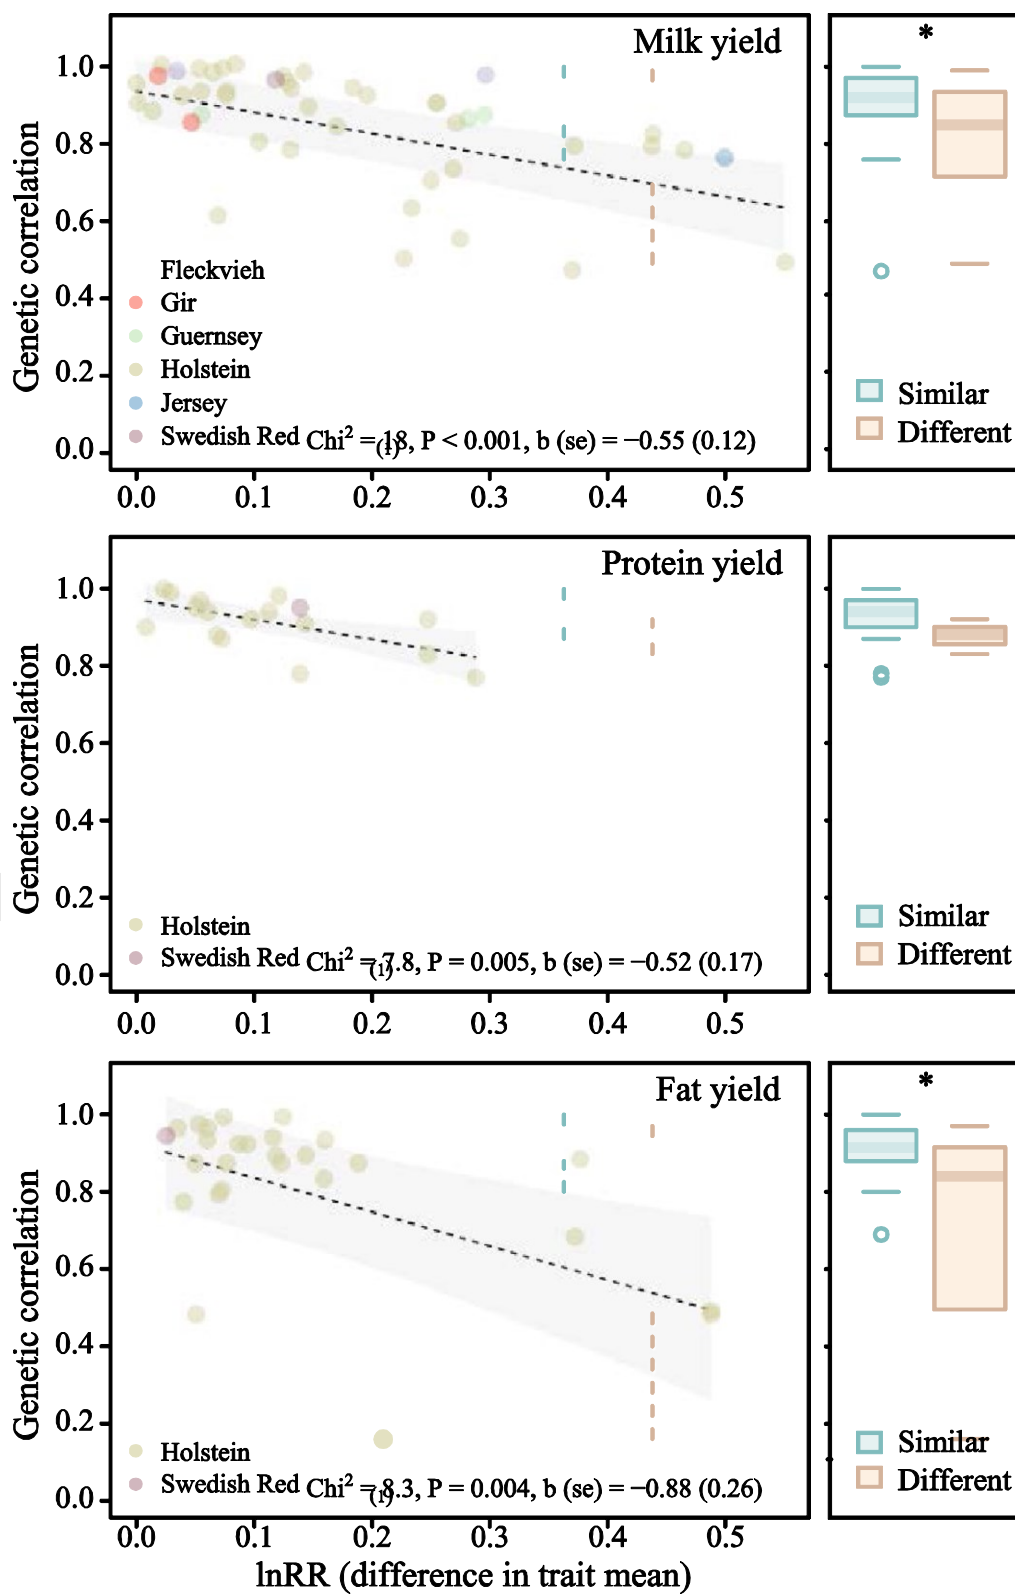 Milk yield
*
Genetic correlation
1.0
0.8
0.6
0.4
0.2
0.0
Fleckvieh
Gir
Guernsey
Holstein
Jersey
Swedish Red
Chi² (1) = 18, P < 0.001, b (se) = −0.55 (0.12)
Similar
Different
0.0 0.1 0.2 0.3 0.4 0.5
Protein yield
Genetic correlation
1.0
0.8
0.6
0.4
0.2
0.0
Holstein
Swedish Red
Chi² (1) = 7.8, P = 0.005, b (se) = −0.52 (0.17)
Similar
Different
0.0 0.1 0.2 0.3 0.4 0.5
Fat yield
*
Genetic correlation
1.0
0.8
0.6
0.4
0.2
0.0
Holstein
Swedish Red
Chi² (1) = 8.3, P = 0.004, b (se) = −0.88 (0.26)
Similar
Different
0.0 0.1 0.2 0.3 0.4 0.5
lnRR (difference in trait mean)